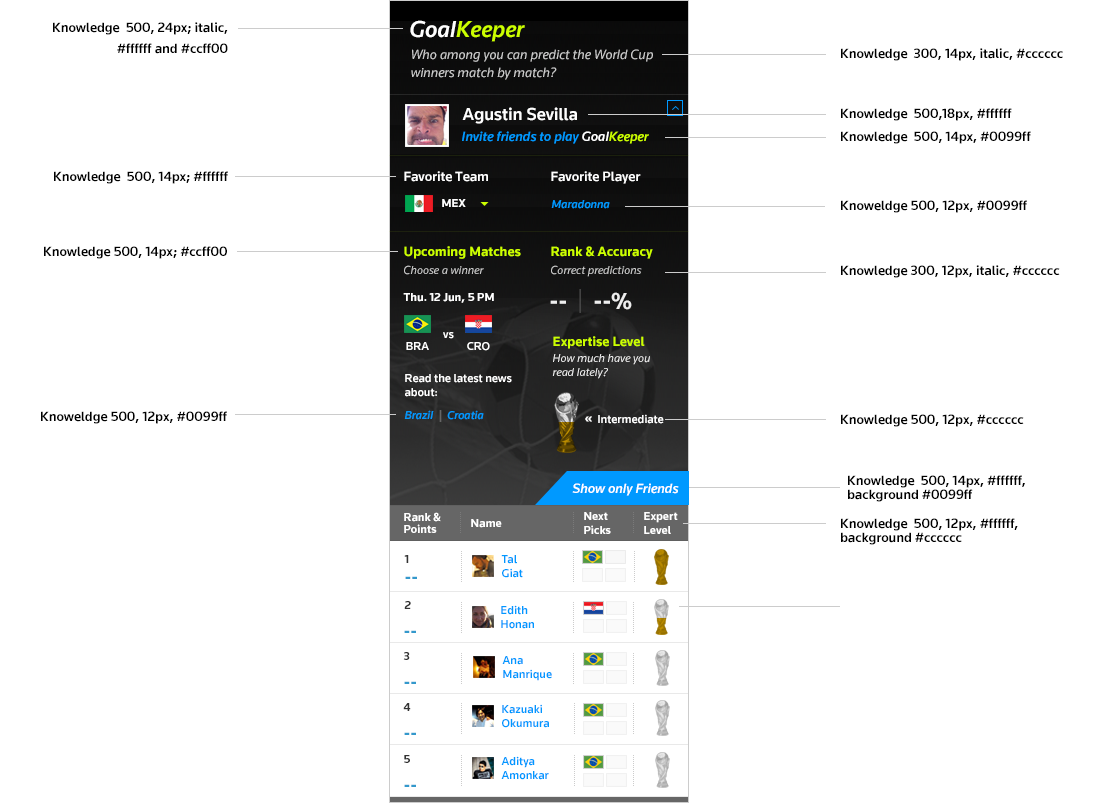 Knowledge 500, 24px; italic,
#ffffff and #ccff00
Knowledge 500, 14px; #ffffff
Knowledge 500, 14px; #ccff00
Knoweldge 500, 12px, #0099ff
GoalKeeper
Who among you can predict the World Cup
winners match by match?
Agustin Sevilla
Invite friends to play GoalKeeper
Favorite Team
MEX
Favorite Player
Maradonna
Upcoming Matches
Choose a winner
Thu. 12 Jun, 5 PM
BRA
vs
CRO
Read the latest news
about:
Brazil | Croatia
Rank & Accuracy
Correct predictions
-- | --%
Expertise Level
How much have you
read lately?
« Intermediate
Show only Friends
Rank &
Points
Name
Next
Picks
Expert
Level
1
--
Tal
Giat
2
--
Edith
Honan
3
--
Ana
Manrique
4
--
Kazuaki
Okumura
5
--
Aditya
Amonkar
Knowledge 300, 14px, italic, #cccccc
Knowledge 500,18px, #ffffff
Knowledge 500, 14px, #0099ff
Knoweldge 500, 12px, #0099ff
Knowledge 300, 12px, italic, #cccccc
Knowledge 500, 12px, #cccccc
Knowledge 500, 14px, #ffffff,
background #0099ff
Knowledge 500, 12px, #ffffff,
background #cccccc